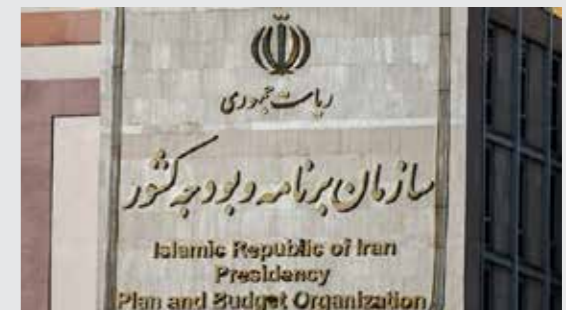 ریاست جمهوری
سازمان برنامه و بودجه کشور
Islamic Republic of Iran
Presidency
Plan and Budget Organization